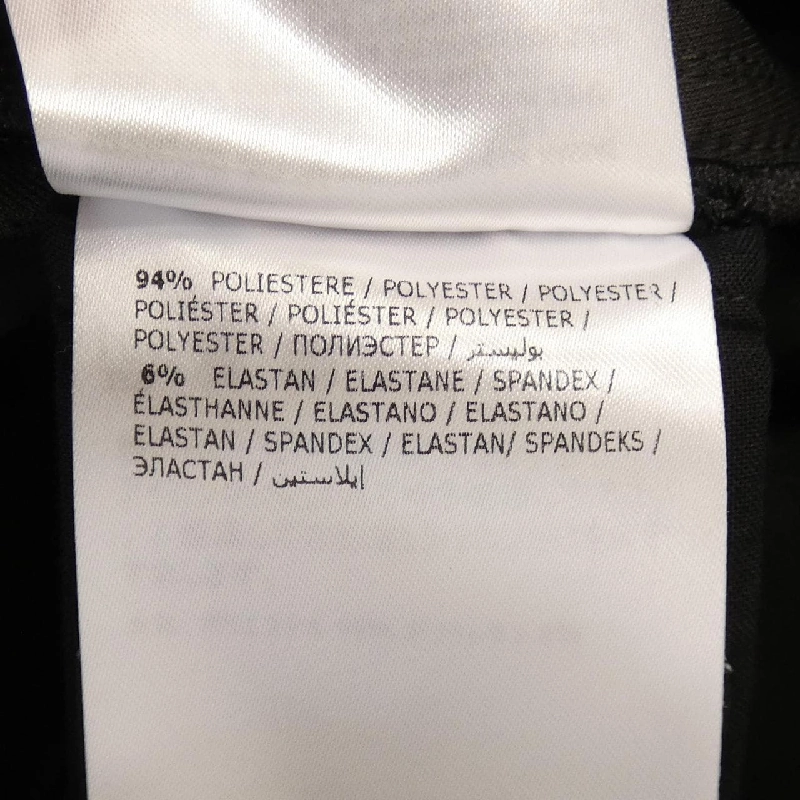 94% POLIESTERE / POLYESTER / POLYESTER /
POLIÉSTER / POLIÉSTER / POLYESTER /
POLYESTER / ПОЛИЭСТЕР / بوليستر
6% ELASTAN / ELASTANE / SPANDEX /
ÉLASTHANNE / ELASTANO / ELASTANO /
ELASTAN / SPANDEX / ELASTAN/ SPANDEKS /
ЭЛАСТАН / إيلاستين